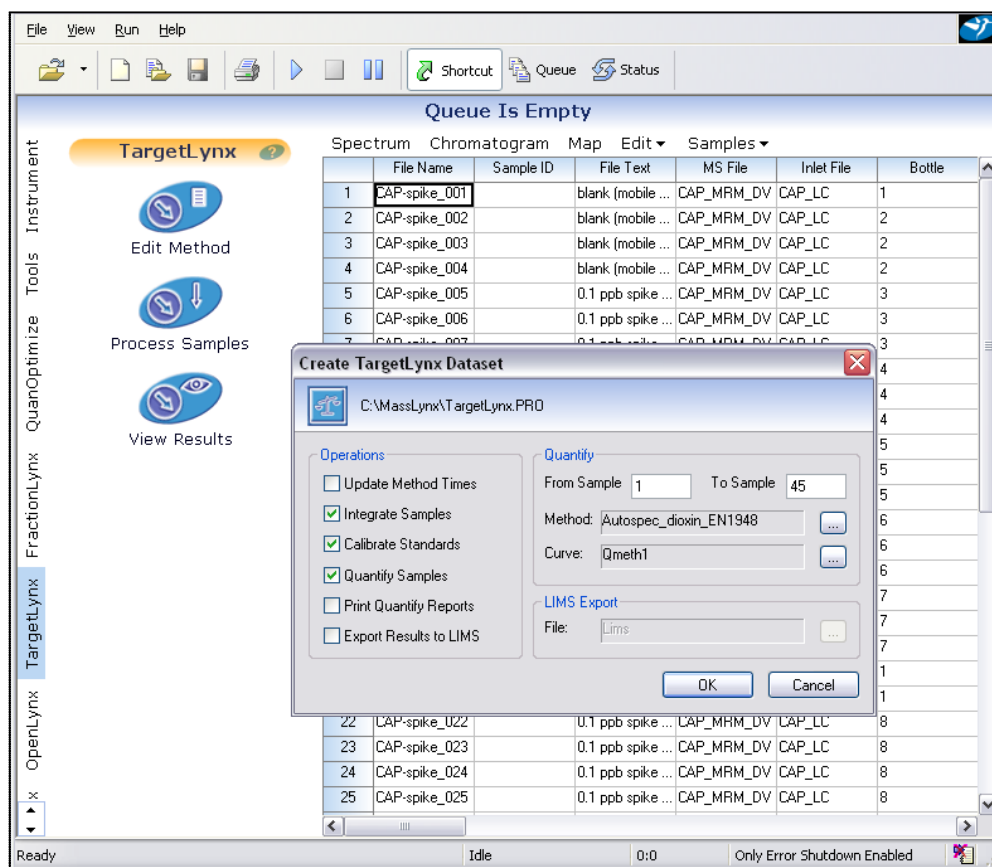 File View Run Help
Shortcut Queue Status
Queue Is Empty
Instrument
Tools
QuanOptimize
FractionLynx
TargetLynx
OpenLynx
x
TargetLynx ?
Edit Method
Process Samples
View Results
Spectrum Chromatogram Map Edit Samples
File Name Sample ID File Text MS File Inlet File Bottle
1 CAP-spike_001 blank (mobile ... CAP_MRM_DV CAP_LC 1
2 CAP-spike_002 blank (mobile ... CAP_MRM_DV CAP_LC 2
3 CAP-spike_003 blank (mobile ... CAP_MRM_DV CAP_LC 2
4 CAP-spike_004 blank (mobile ... CAP_MRM_DV CAP_LC 2
5 CAP-spike_005 0.1 ppb spike ... CAP_MRM_DV CAP_LC 3
6 CAP-spike_006 0.1 ppb spike ... CAP_MRM_DV CAP_LC 3
3
4
4
4
5
5
5
6
6
6
7
7
7
1
1
Create TargetLynx Dataset
C:\MassLynx\TargetLynx.PRO
Operations
Update Method Times
Integrate Samples
Calibrate Standards
Quantify Samples
Print Quantify Reports
Export Results to LIMS
Quantify
From Sample 1 To Sample 45
Method: Autospec_dioxin_EN1948 ...
Curve: Qmeth1 ...
LIMS Export
File: Lims ...
OK Cancel
22 CAP-spike_022 0.1 ppb spike ... CAP_MRM_DV CAP_LC 8
23 CAP-spike_023 0.1 ppb spike ... CAP_MRM_DV CAP_LC 8
24 CAP-spike_024 0.1 ppb spike ... CAP_MRM_DV CAP_LC 8
25 CAP-spike_025 0.1 ppb spike ... CAP_MRM_DV CAP_LC 8
Ready Idle 0:0 Only Error Shutdown Enabled